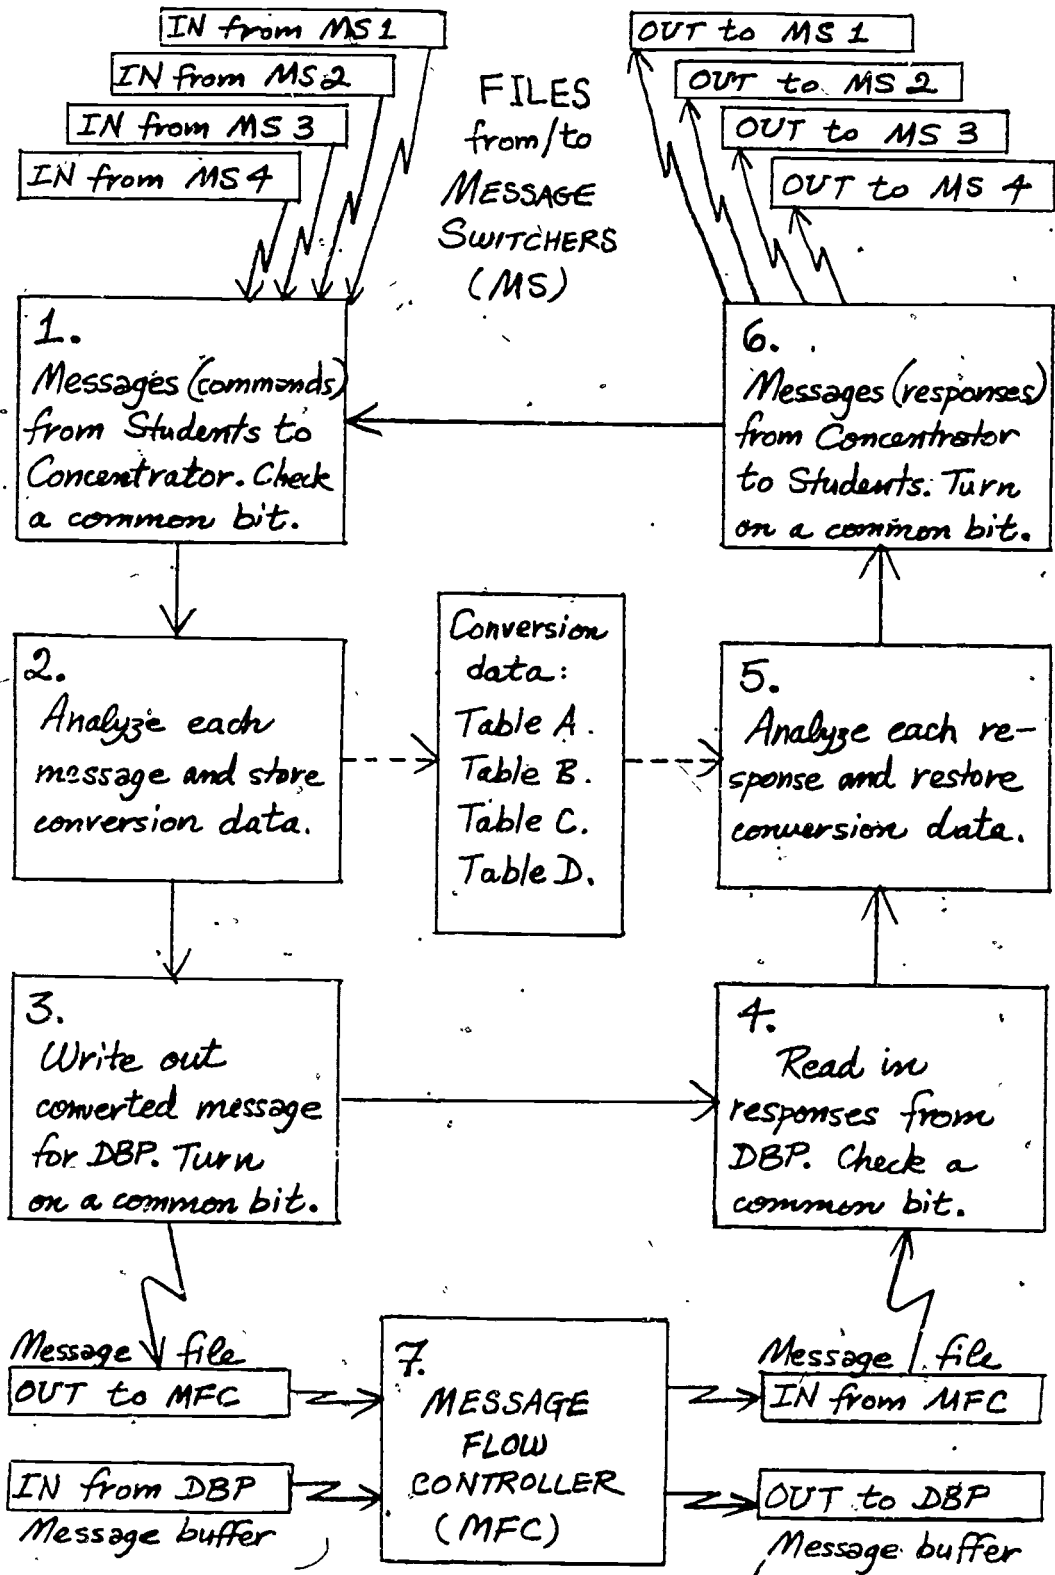 IN from MS 1
IN from MS 2
IN from MS 3
IN from MS 4
FILES
from/to
MESSAGE
SWITCHERS
(MS)
OUT to MS 1
OUT to MS 2
OUT to MS 3
OUT to MS 4
1.
Messages (commands)
from Students to
Concentrator. Check
a common bit.
6.
Messages (responses)
from Concentrator
to Students. Turn
on a common bit.
2.
Analyze each
message and store
conversion data.
Conversion
data:
Table A.
Table B.
Table C.
Table D.
5.
Analyze each re-
sponse and restore
conversion data.
3.
Write out
converted message
for DBP. Turn
on a common bit.
4.
Read in
responses from
DBP. Check a
common bit.
Message file
OUT to MFC
IN from DBP
Message buffer
7.
MESSAGE
FLOW
CONTROLLER
(MFC)
Message file
IN from MFC
OUT to DBP
Message buffer